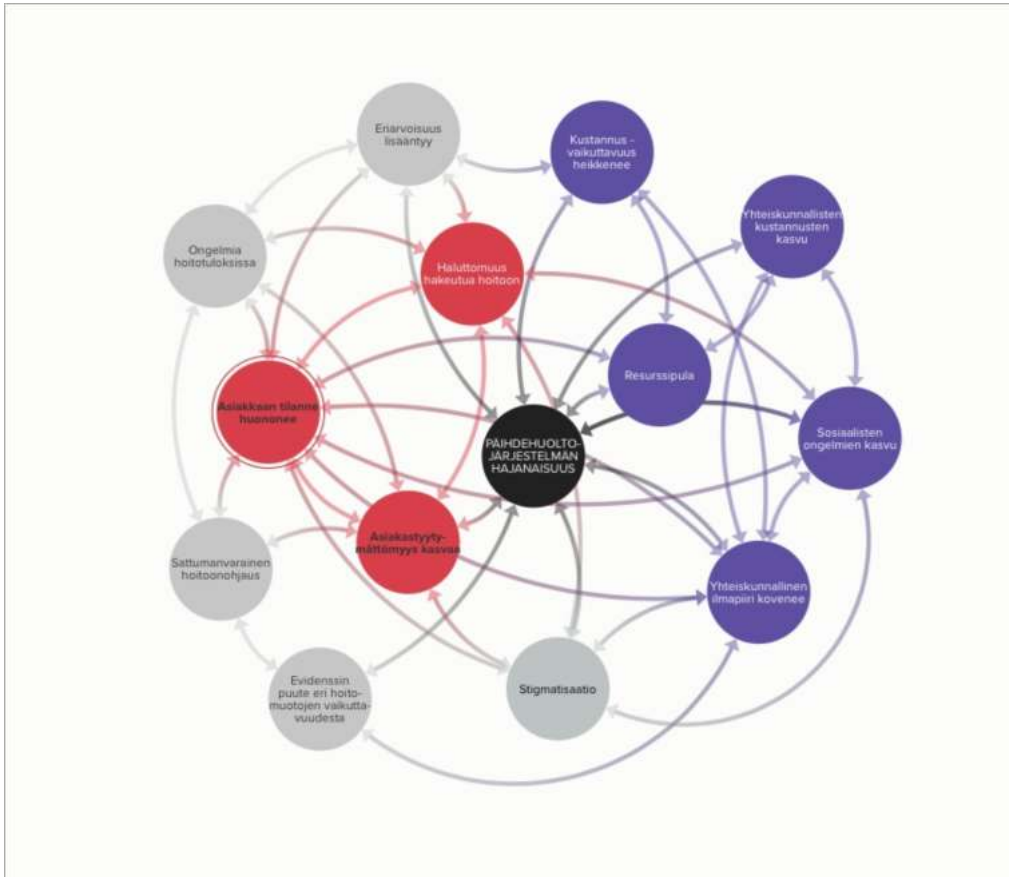 Eriarvoisuus
lisääntyy
Kustannus -
vaikuttavuus
heikkenee
Yhteiskunnallisten
kustannusten
kasvu
Ongelmia
hoitotuloksissa
Haluttomuus
hakeutua hoitoon
Resurssipula
Asiakkaan tilanne
huononee
PÄIHDEHUOLTO-
JÄRJESTELMÄN
HAJANAISUUS
Sosiaalisten
ongelmien kasvu
Asiakastyyty-
mättömyys kasvaa
Sattumanvarainen
hoitoonohjaus
Yhteiskunnallinen
ilmapiiri kovenee
Evidenssin
puute eri hoito-
muotojen vaikutta-
vuudesta
Stigmatisaatio